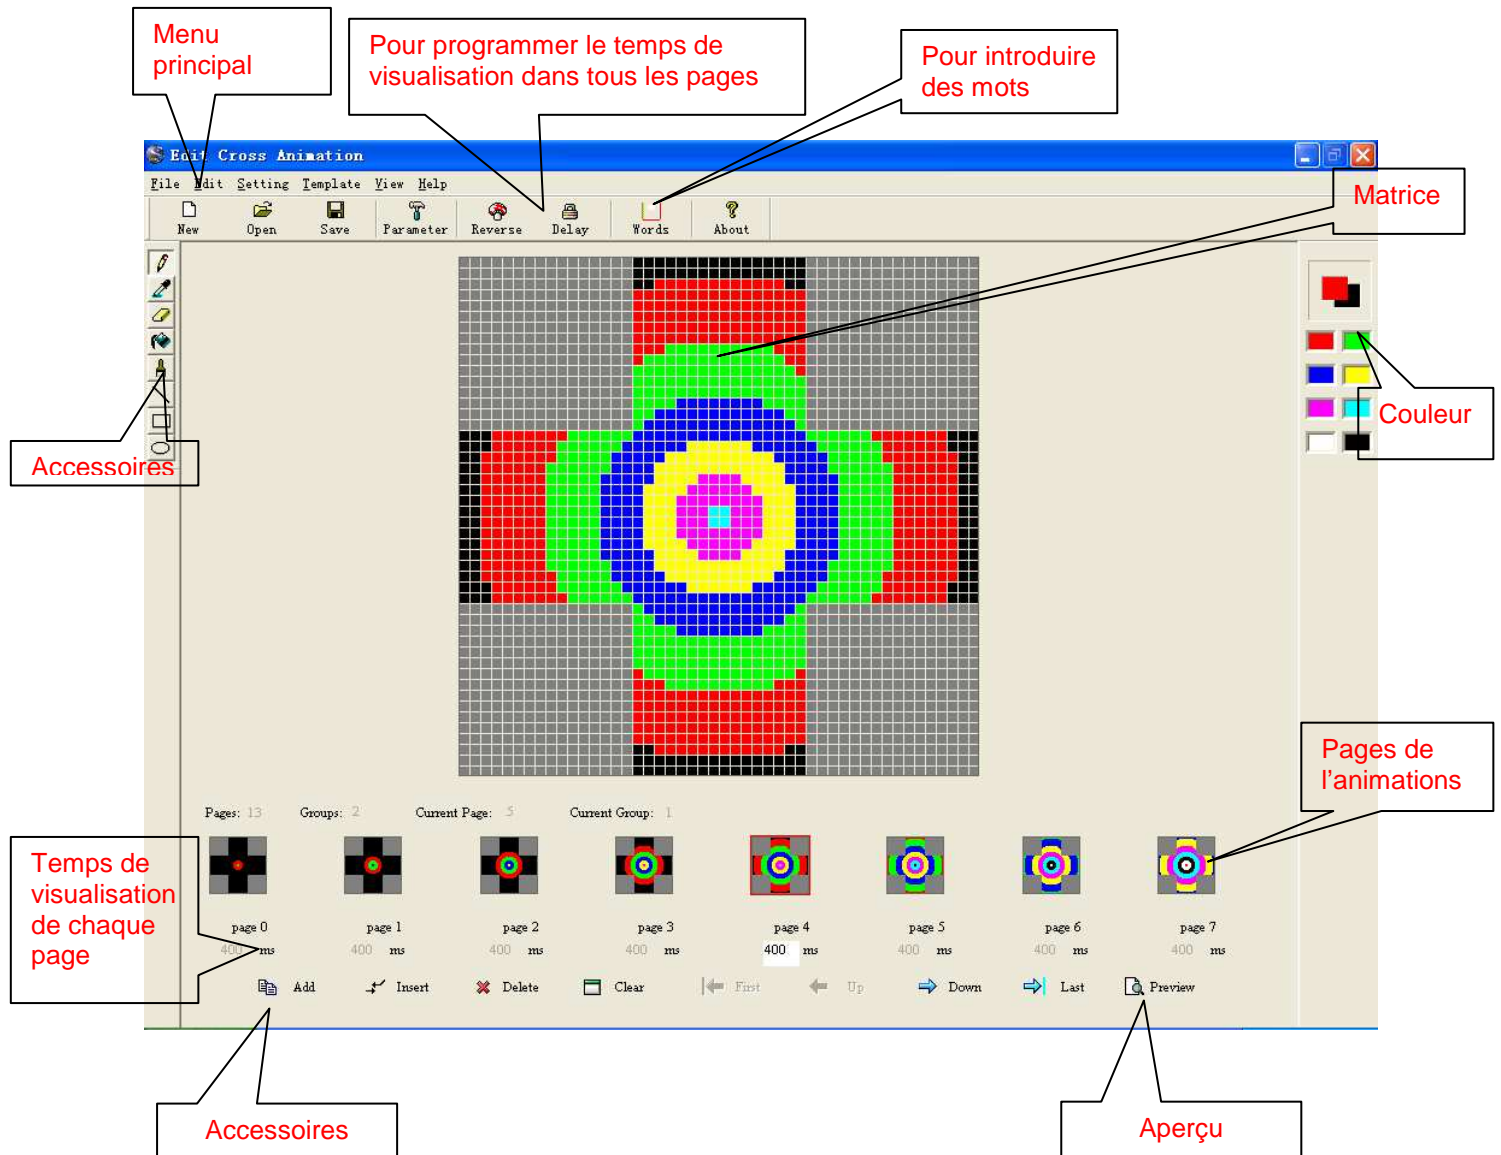 Menu
principal
Pour programmer le temps de
visualisation dans tous les pages
Pour introduire
des mots
Edit Cross Animation
File Edit Setting Template View Help
New Open Save Parameter Reverse Delay Words About
Matrice
Couleur
Accessoires
Pages de
l’animations
Pages: 13 Groups: 2 Current Page: 5 Current Group: 1
Temps de
visualisation
de chaque
page
page 0 page 1 page 2 page 3 page 4 page 5 page 6 page 7
400 ms 400 ms 400 ms 400 ms 400 ms 400 ms 400 ms 400 ms
Add Insert Delete Clear First Up Down Last Preview
Accessoires
Aperçu